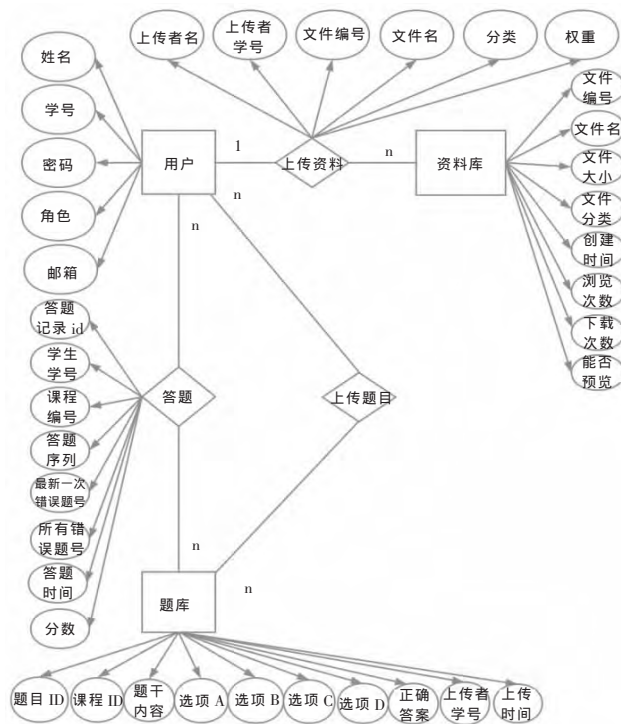 上传者名
上传者
学号
文件编号
文件名
分类
权重
姓名
学号
密码
角色
邮箱
用户
1
上传资料
n
资料库
文件
编号
文件名
文件
大小
文件
分类
创建
时间
浏览
次数
下载
次数
能否
预览
n
n
答题
记录 id
学生
学号
课程
编号
答题
序列
最新一次
错误题号
所有错
误题号
答题
时间
分数
答题
上传题目
n
n
题库
题目 ID
课程 ID
题干
内容
选项 A
选项 B
选项 C
选项 D
正确
答案
上传者
学号
上传
时间